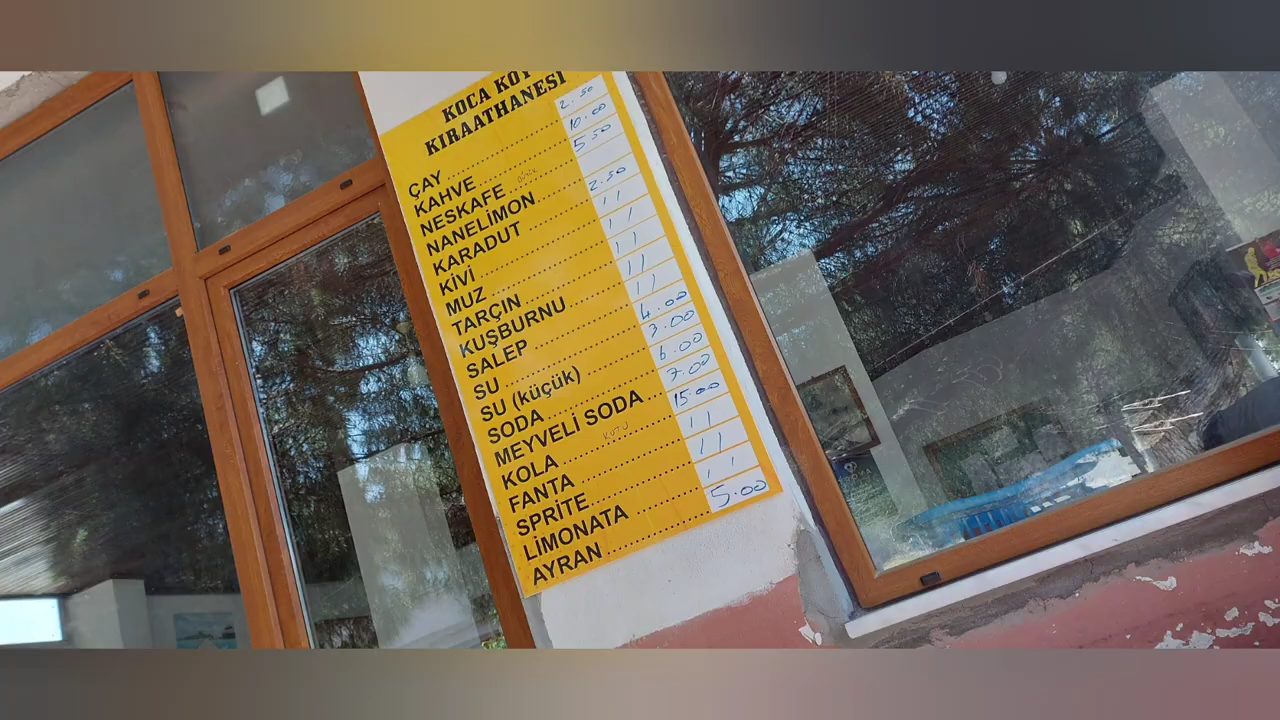 KOCA KÖY
KIRAATHANESİ
ÇAY .......... 2.50
KAHVE .......... 10.00
NESKAFE .......... 5.50
NANELİMON ..........
KARADUT .......... 2.50
KİVİ .......... 11
MUZ .......... 11
TARÇIN .......... 11
KUŞBURNU .......... 11
SALEP .......... 11
SU .......... 4.00
SU (küçük) .......... 3.00
SODA .......... 6.00
MEYVELİ SODA .... 7.00
KOLA KUTU .......... 15.00
FANTA .......... 11
SPRİTE .......... 11
LİMONATA .......... 11
AYRAN .......... 5.00